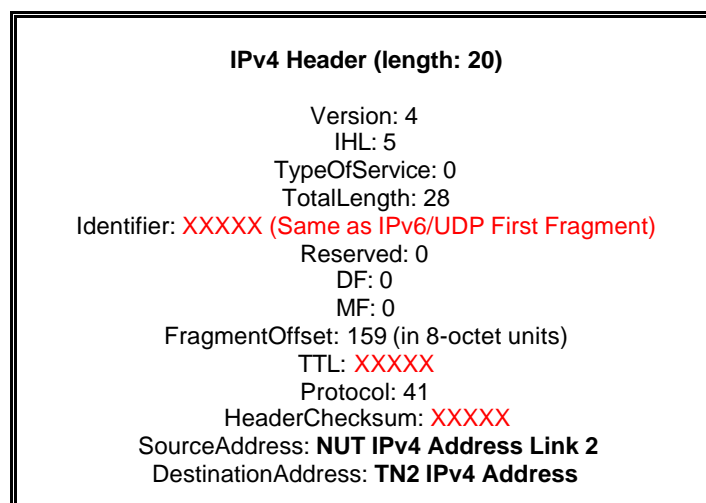 IPv4 Header (length: 20)
Version: 4
IHL: 5
TypeOfService: 0
TotalLength: 28
Identifier: XXXXX (Same as IPv6/UDP First Fragment)
Reserved: 0
DF: 0
MF: 0
FragmentOffset: 159 (in 8-octet units)
TTL: XXXXX
Protocol: 41
HeaderChecksum: XXXXX
SourceAddress: NUT IPv4 Address Link 2
DestinationAddress: TN2 IPv4 Address